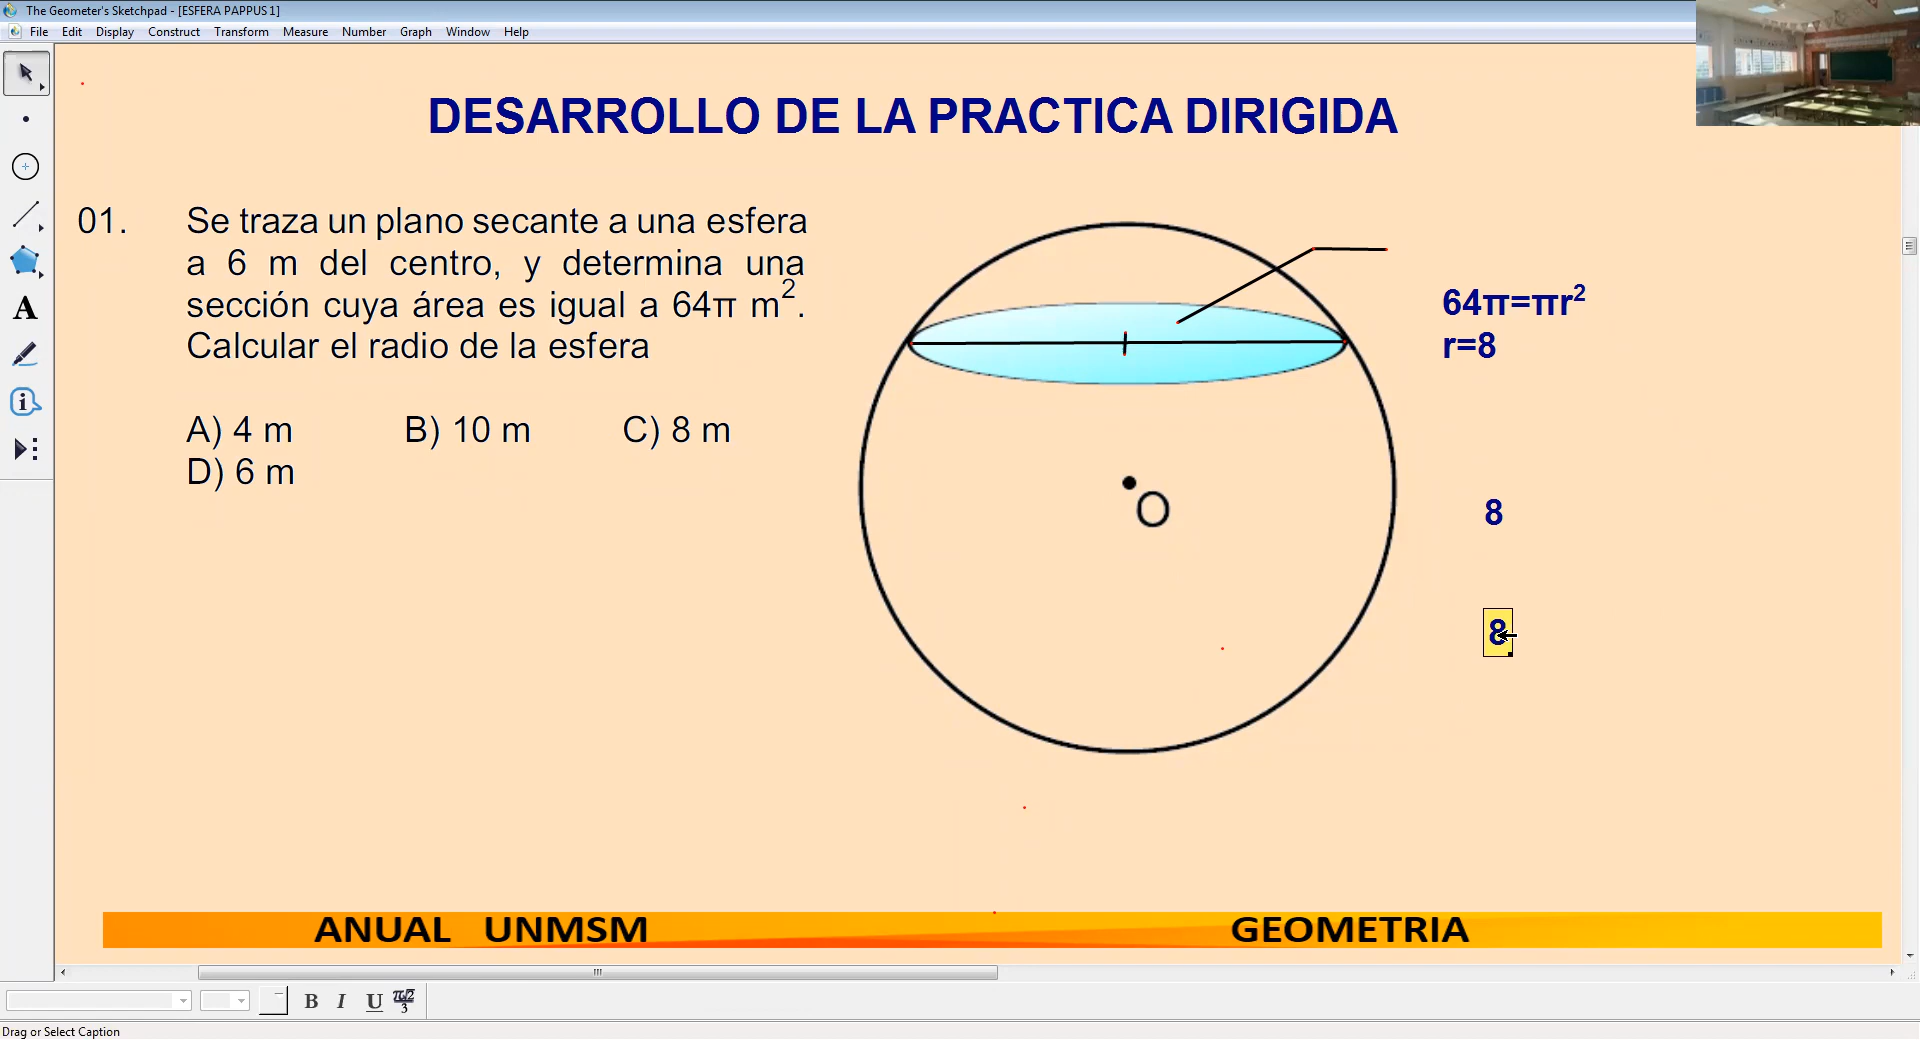 The Geometer's Sketchpad - [ESFERA PAPPUS 1]
File Edit Display Construct Transform Measure Number Graph Window Help
DESARROLLO DE LA PRACTICA DIRIGIDA
01. Se traza un plano secante a una esfera
a 6 m del centro, y determina una
sección cuya área es igual a 64π m².
Calcular el radio de la esfera
A) 4 m B) 10 m C) 8 m
D) 6 m
64π=πr²
r=8
O
8
8
ANUAL UNMSM GEOMETRIA
B I U
Drag or Select Caption